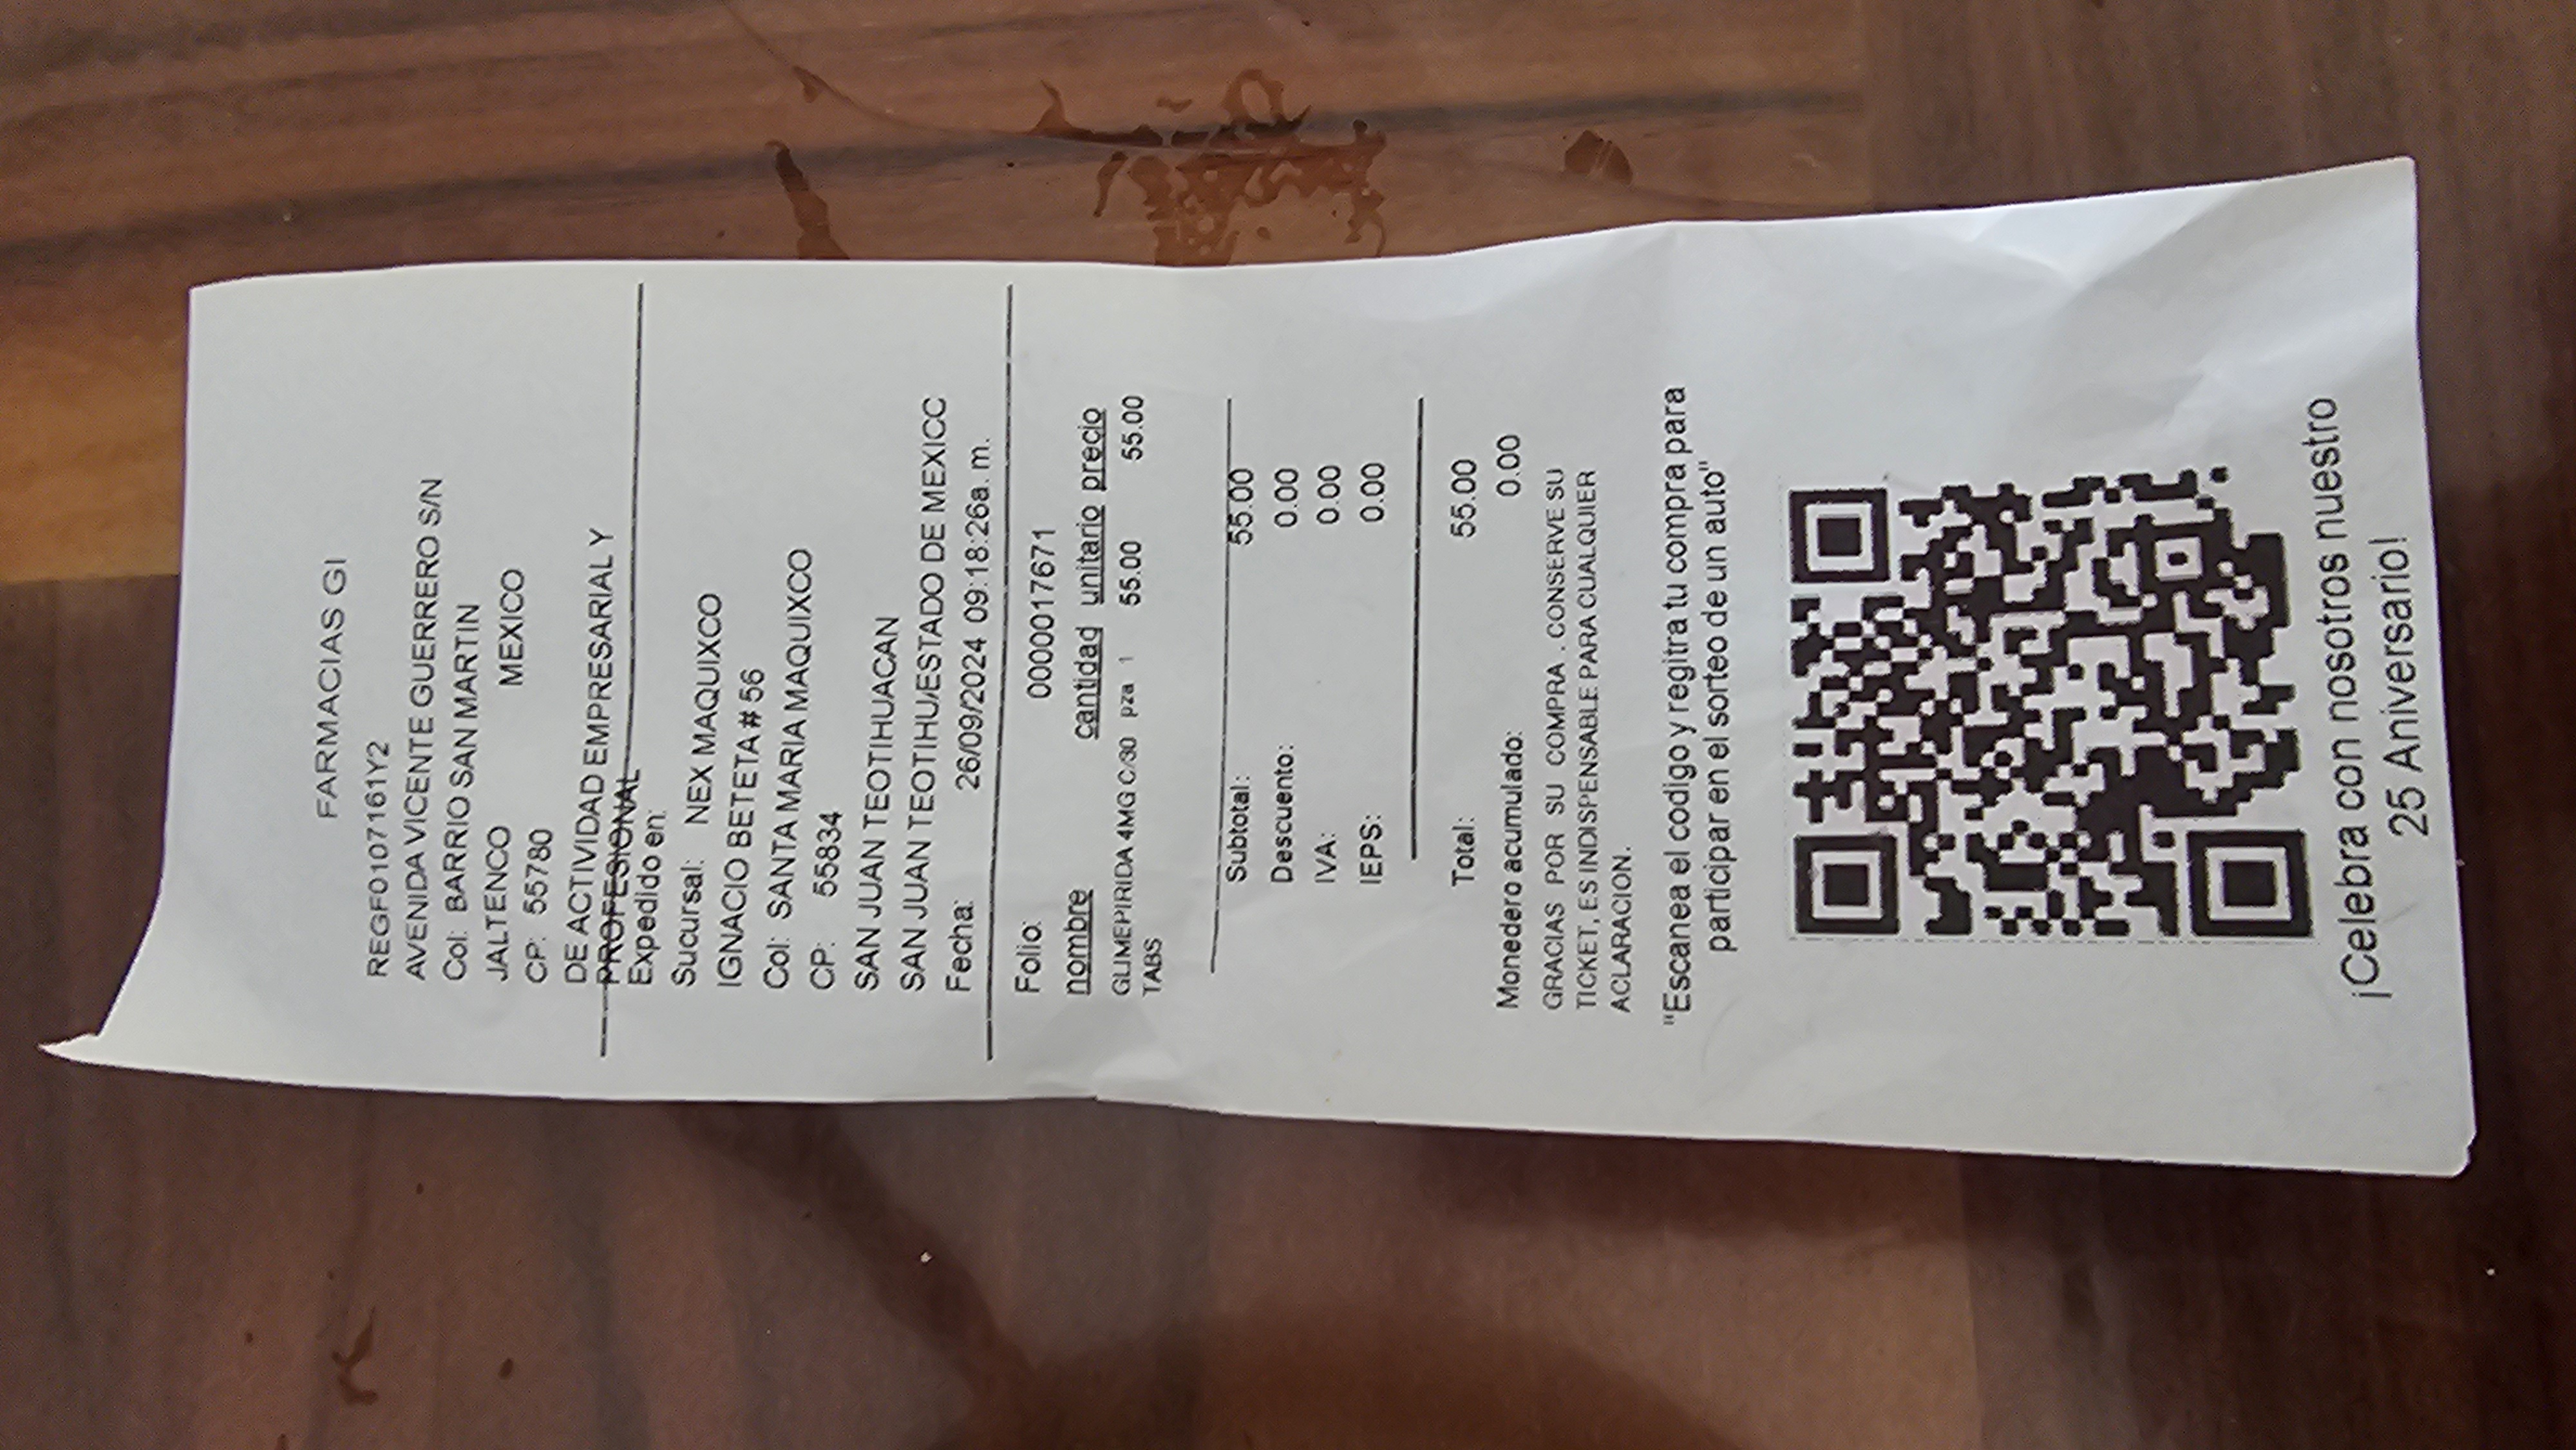 FARMACIAS GI
REGF0107161Y2
AVENIDA VICENTE GUERRERO S/N
Col: BARRIO SAN MARTIN
JALTENCO MEXICO
CP: 55780
DE ACTIVIDAD EMPRESARIAL Y
PROFESIONAL
Expedido en:
Sucursal: NEX MAQUIXCO
IGNACIO BETETA # 56
Col: SANTA MARIA MAQUIXCO
CP: 55834
SAN JUAN TEOTIHUACAN
SAN JUAN TEOTIHU/ESTADO DE MEXICC
Fecha: 26/09/2024 09:18:26a. m.
Folio: 0000017671
nombre cantidad unitario precio
GLIMEPIRIDA 4MG C/30 pza 1 55.00 55.00
TABS
Subtotal: 55.00
Descuento: 0.00
IVA: 0.00
IEPS: 0.00
Total: 55.00
Monedero acumulado: 0.00
GRACIAS POR SU COMPRA . CONSERVE SU
TICKET, ES INDISPENSABLE PARA CUALQUIER
ACLARACION.
"Escanea el codigo y regitra tu compra para
participar en el sorteo de un auto"
¡Celebra con nosotros nuestro
25 Aniversario!